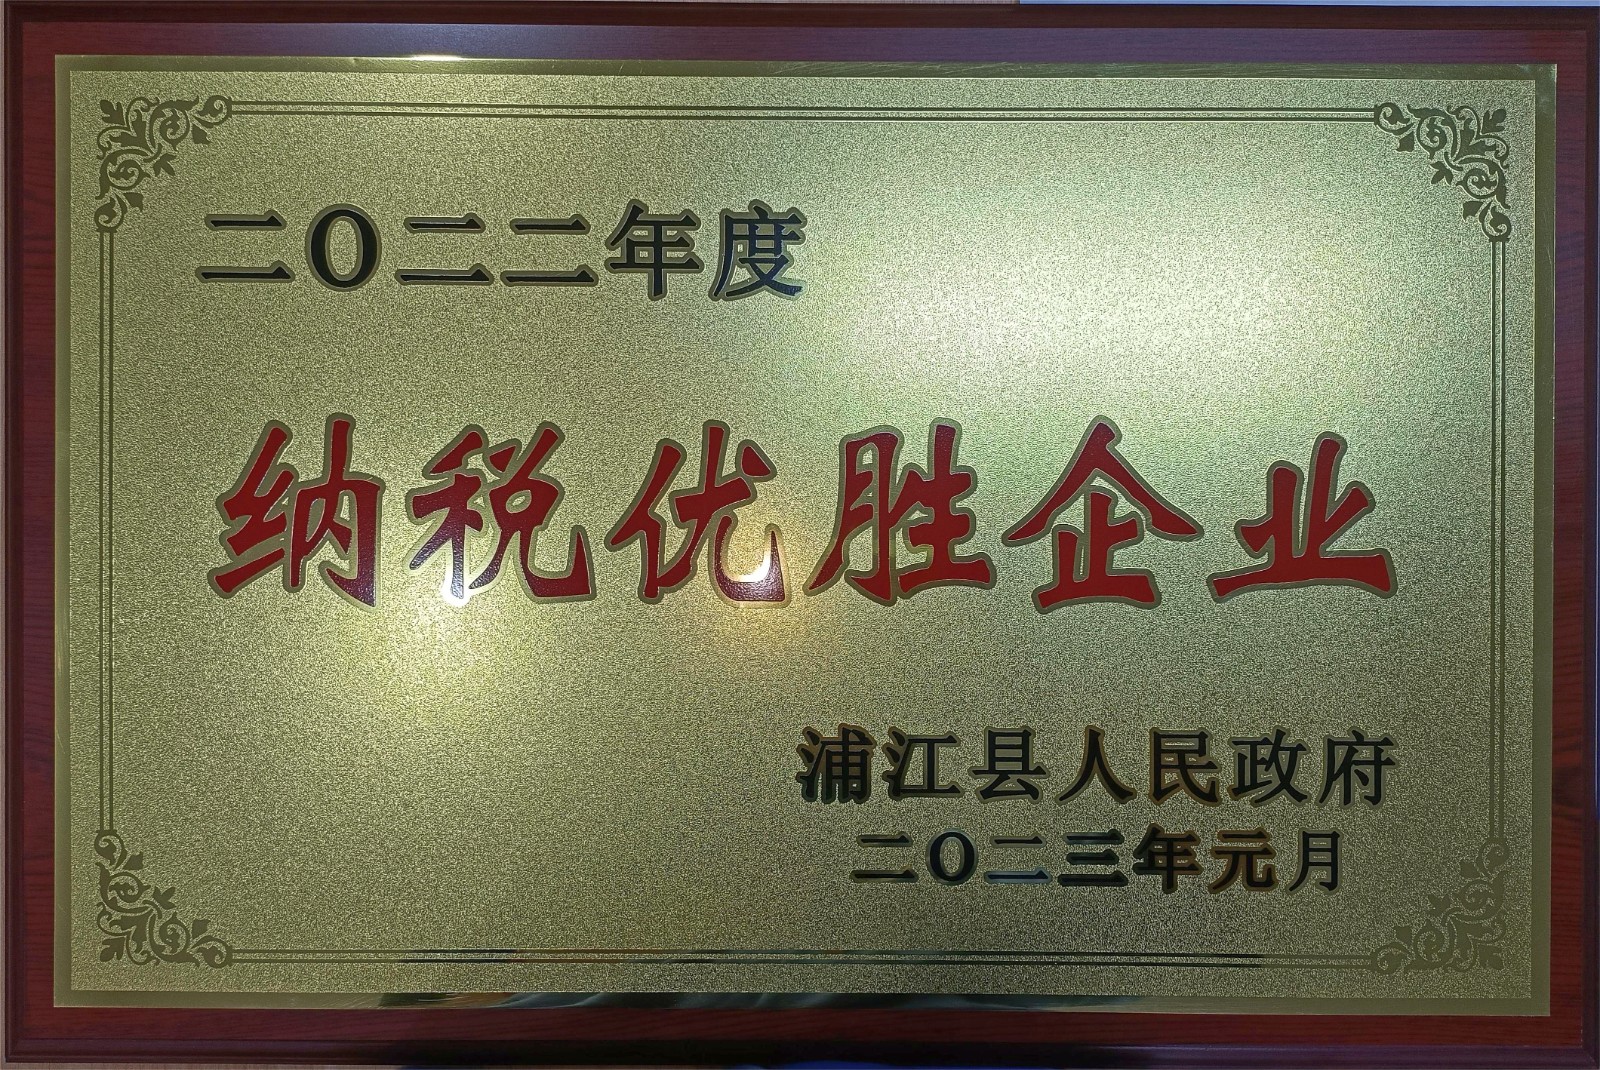 二〇二二年度
纳税优胜企业
浦江县人民政府
二〇二三年元月